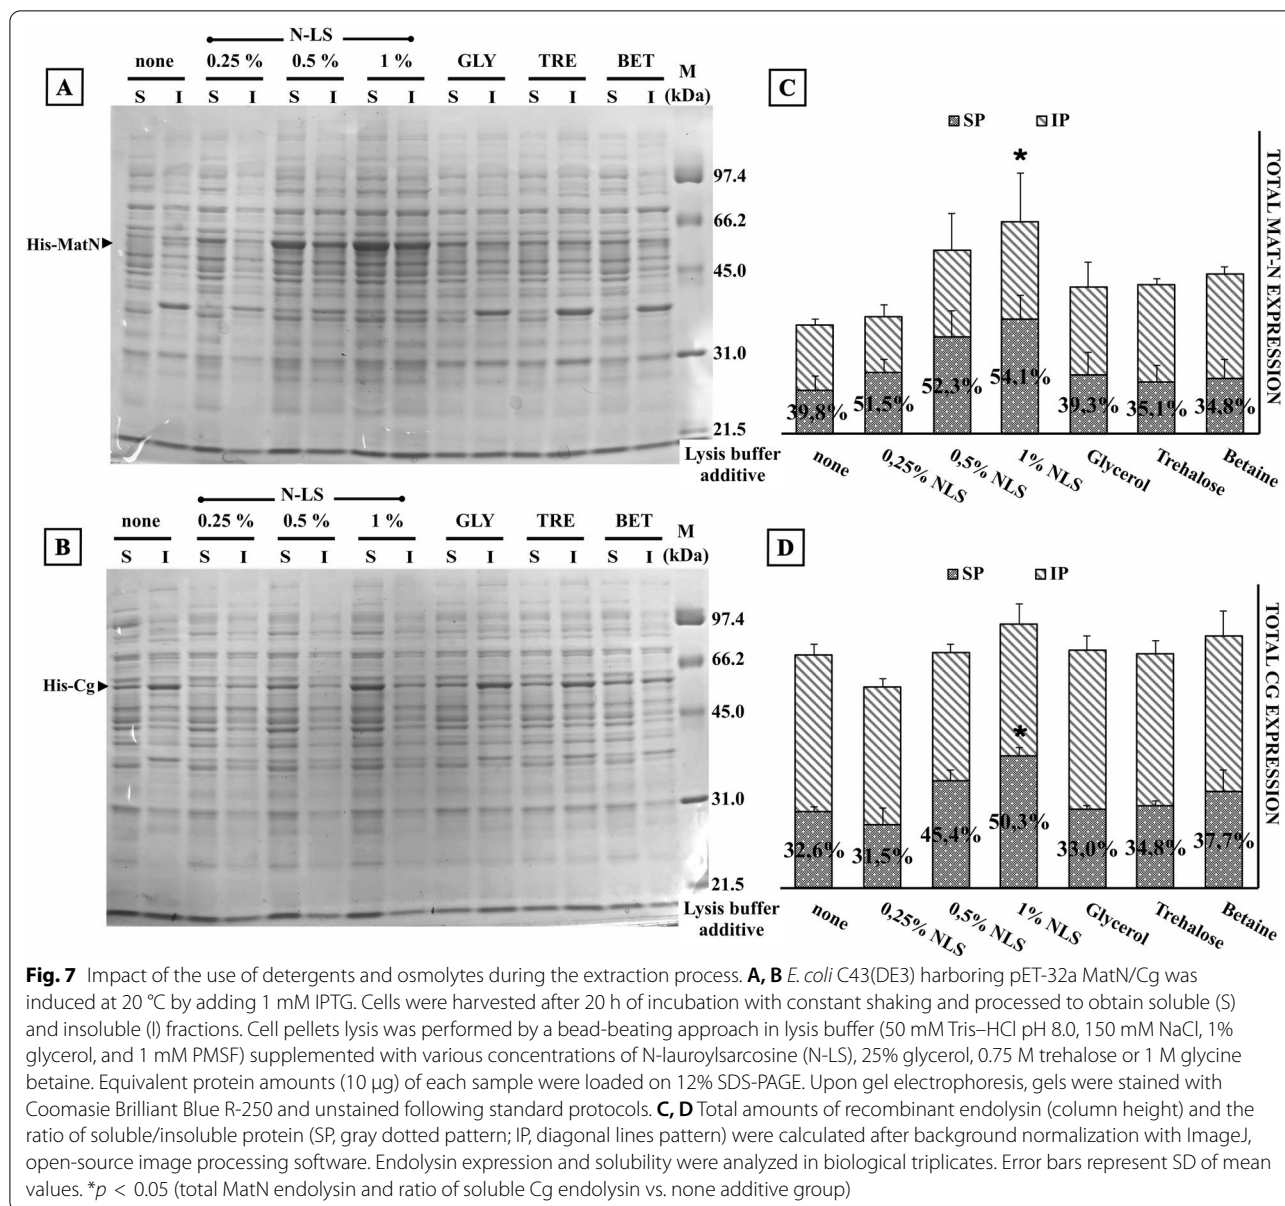 N-LS
none 0.25 % 0.5 % 1 % GLY TRE BET M
A
S I S I S I S I S I S I S I (kDa)
97.4
66.2
His-MatN
45.0
31.0
21.5
Lysis buffer
additive
C
SP IP
*
39,8% 51,5% 52,3% 54,1% 39,3% 35,1% 34,8%
none 0,25% NLS 0,5% NLS 1% NLS Glycerol Trehalose Betaine
TOTAL MAT-N EXPRESSION
N-LS
none 0.25 % 0.5 % 1 % GLY TRE BET M
B
S I S I S I S I S I S I S I (kDa)
97.4
66.2
His-Cg
45.0
31.0
21.5
Lysis buffer
additive
D
SP IP
*
32,6% 31,5% 45,4% 50,3% 33,0% 34,8% 37,7%
none 0,25% NLS 0,5% NLS 1% NLS Glycerol Trehalose Betaine
TOTAL CG EXPRESSION
Fig. 7 Impact of the use of detergents and osmolytes during the extraction process. A, B E. coli C43(DE3) harboring pET-32a MatN/Cg was
induced at 20 °C by adding 1 mM IPTG. Cells were harvested after 20 h of incubation with constant shaking and processed to obtain soluble (S)
and insoluble (I) fractions. Cell pellets lysis was performed by a bead-beating approach in lysis buffer (50 mM Tris–HCl pH 8.0, 150 mM NaCl, 1%
glycerol, and 1 mM PMSF) supplemented with various concentrations of N-lauroylsarcosine (N-LS), 25% glycerol, 0.75 M trehalose or 1 M glycine
betaine. Equivalent protein amounts (10 µg) of each sample were loaded on 12% SDS-PAGE. Upon gel electrophoresis, gels were stained with
Coomasie Brilliant Blue R-250 and unstained following standard protocols. C, D Total amounts of recombinant endolysin (column height) and the
ratio of soluble/insoluble protein (SP, gray dotted pattern; IP, diagonal lines pattern) were calculated after background normalization with ImageJ,
open-source image processing software. Endolysin expression and solubility were analyzed in biological triplicates. Error bars represent SD of mean
values. *p < 0.05 (total MatN endolysin and ratio of soluble Cg endolysin vs. none additive group)